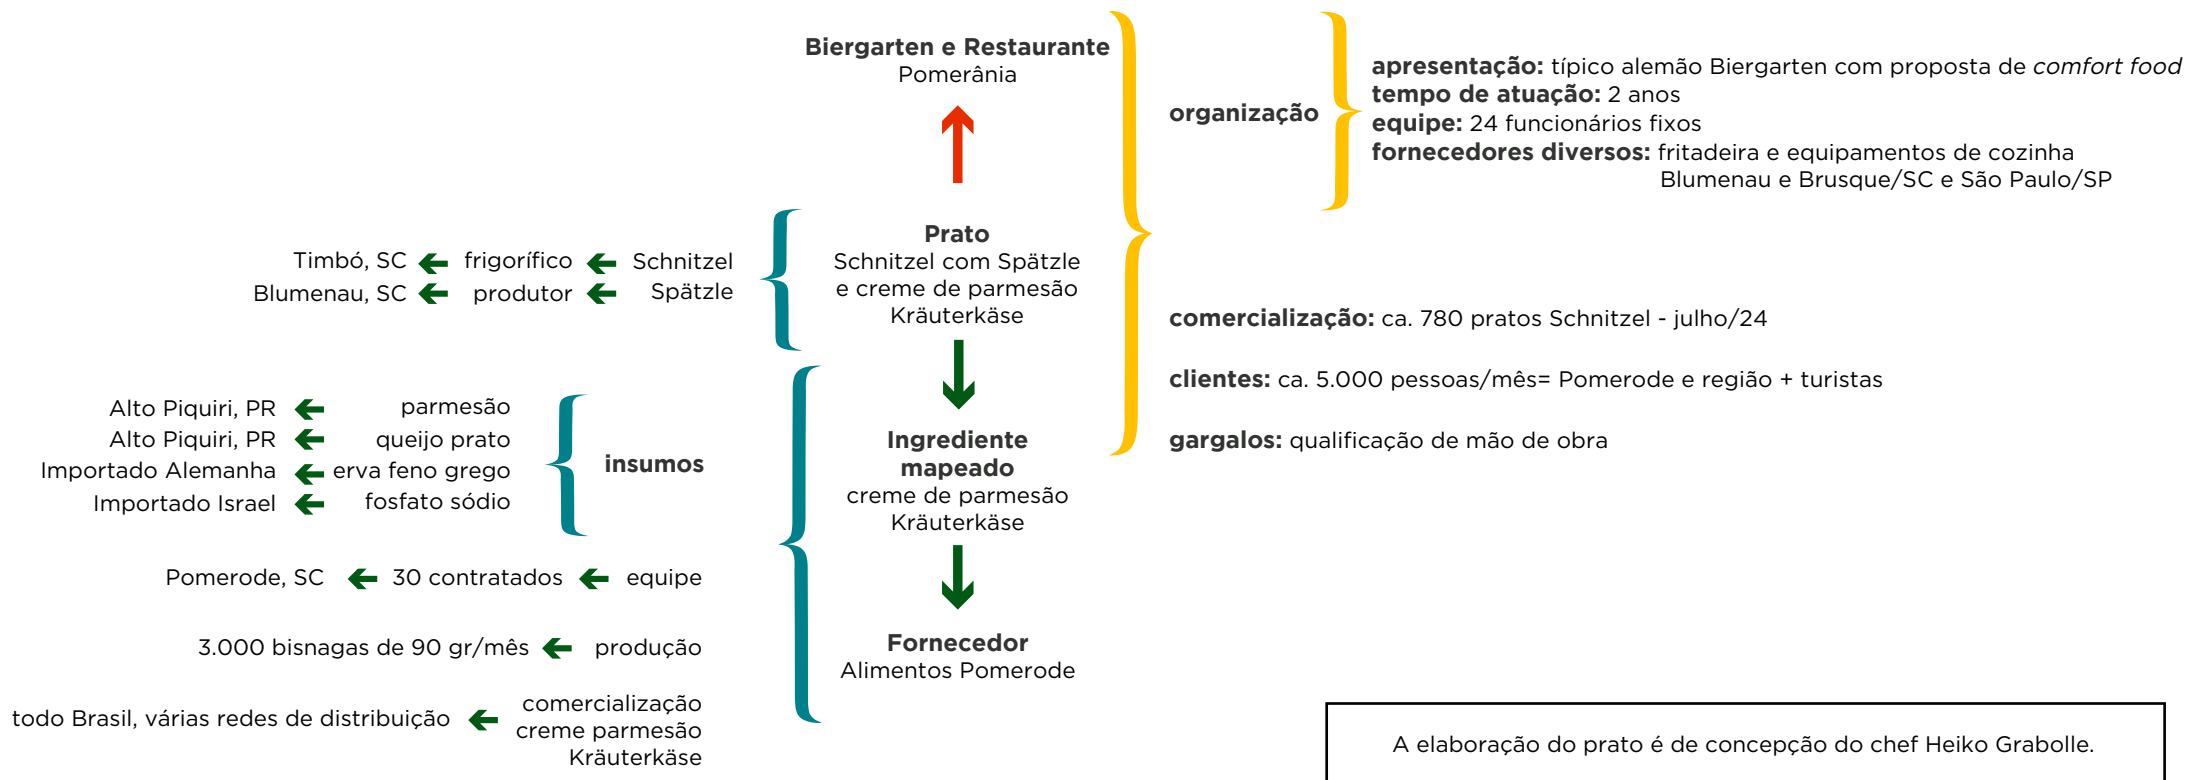 Biergarten e Restaurante
Pomerânia
organização
apresentação: típico alemão Biergarten com proposta de comfort food
tempo de atuação: 2 anos
equipe: 24 funcionários fixos
fornecedores diversos: fritadeira e equipamentos de cozinha
Blumenau e Brusque/SC e São Paulo/SP
Prato
Schnitzel com Spätzle
e creme de parmesão
Kräuterkäse
Timbó, SC frigorífico Schnitzel
Blumenau, SC produtor Spätzle
comercialização: ca. 780 pratos Schnitzel - julho/24
clientes: ca. 5.000 pessoas/mês= Pomerode e região + turistas
gargalos: qualificação de mão de obra
Ingrediente
mapeado
creme de parmesão
Kräuterkäse
Alto Piquiri, PR parmesão
Alto Piquiri, PR queijo prato
Importado Alemanha erva feno grego
Importado Israel fosfato sódio
insumos
Pomerode, SC 30 contratados equipe
3.000 bisnagas de 90 gr/mês produção
todo Brasil, várias redes de distribuição
comercialização
creme parmesão
Kräuterkäse
Fornecedor
Alimentos Pomerode
A elaboração do prato é de concepção do chef Heiko Grabolle.